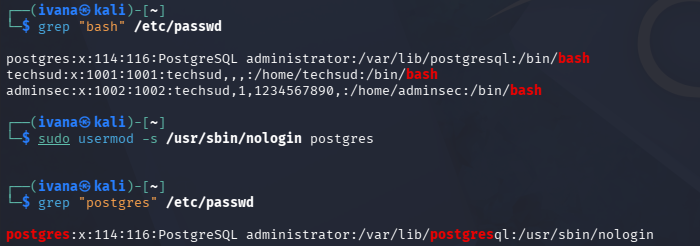 ┌──(ivana㉿kali)-[~]
└─$ grep "bash" /etc/passwd
postgres:x:114:116:PostgreSQL administrator:/var/lib/postgresql:/bin/bash
techsud:x:1001:1001:techsud,,,:/home/techsud:/bin/bash
adminsec:x:1002:1002:techsud,1,1234567890,:/home/adminsec:/bin/bash
┌──(ivana㉿kali)-[~]
└─$ sudo usermod -s /usr/sbin/nologin postgres
┌──(ivana㉿kali)-[~]
└─$ grep "postgres" /etc/passwd
postgres:x:114:116:PostgreSQL administrator:/var/lib/postgresql:/usr/sbin/nologin